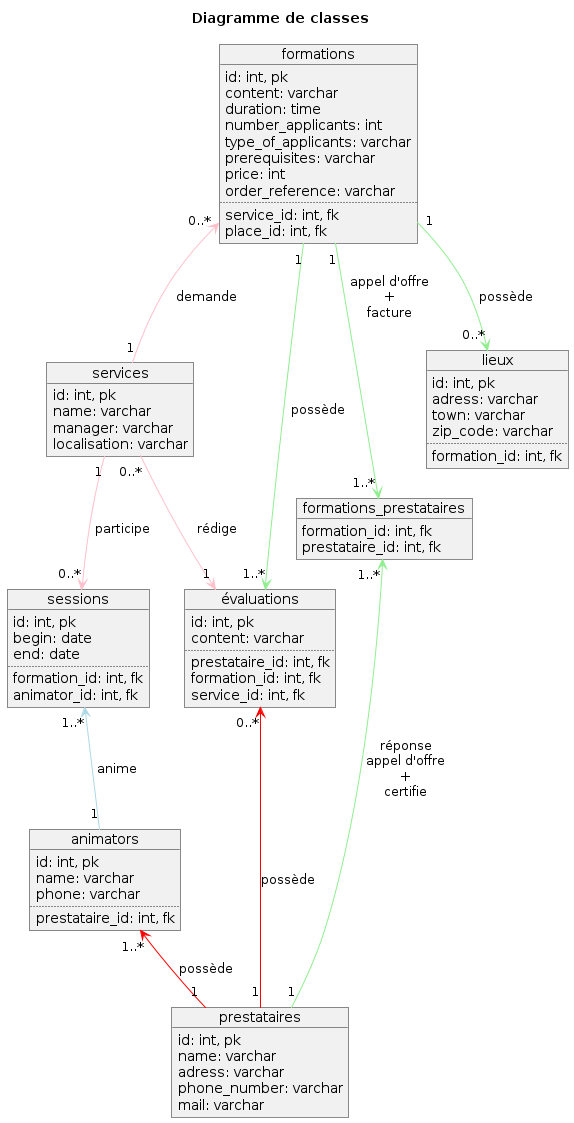 Diagramme de classes
formations
id: int, pk
content: varchar
duration: time
number_applicants: int
type_of_applicants: varchar
prerequisites: varchar
price: int
order_reference: varchar
service_id: int, fk
place_id: int, fk
0..*
1
1
1
appel d'offre
+
facture
demande
possède
1
0..*
services
id: int, pk
name: varchar
manager: varchar
localisation: varchar
lieux
id: int, pk
adress: varchar
town: varchar
zip_code: varchar
formation_id: int, fk
possède
1
0..*
1..*
participe
rédige
formations_prestataires
formation_id: int, fk
prestataire_id: int, fk
0..*
1
1..*
1..*
sessions
id: int, pk
begin: date
end: date
formation_id: int, fk
animator_id: int, fk
évaluations
id: int, pk
content: varchar
prestataire_id: int, fk
formation_id: int, fk
service_id: int, fk
1..*
0..*
réponse
appel d'offre
+
certifie
anime
1
animators
id: int, pk
name: varchar
phone: varchar
prestataire_id: int, fk
possède
1..*
possède
1
1
1
prestataires
id: int, pk
name: varchar
adress: varchar
phone_number: varchar
mail: varchar